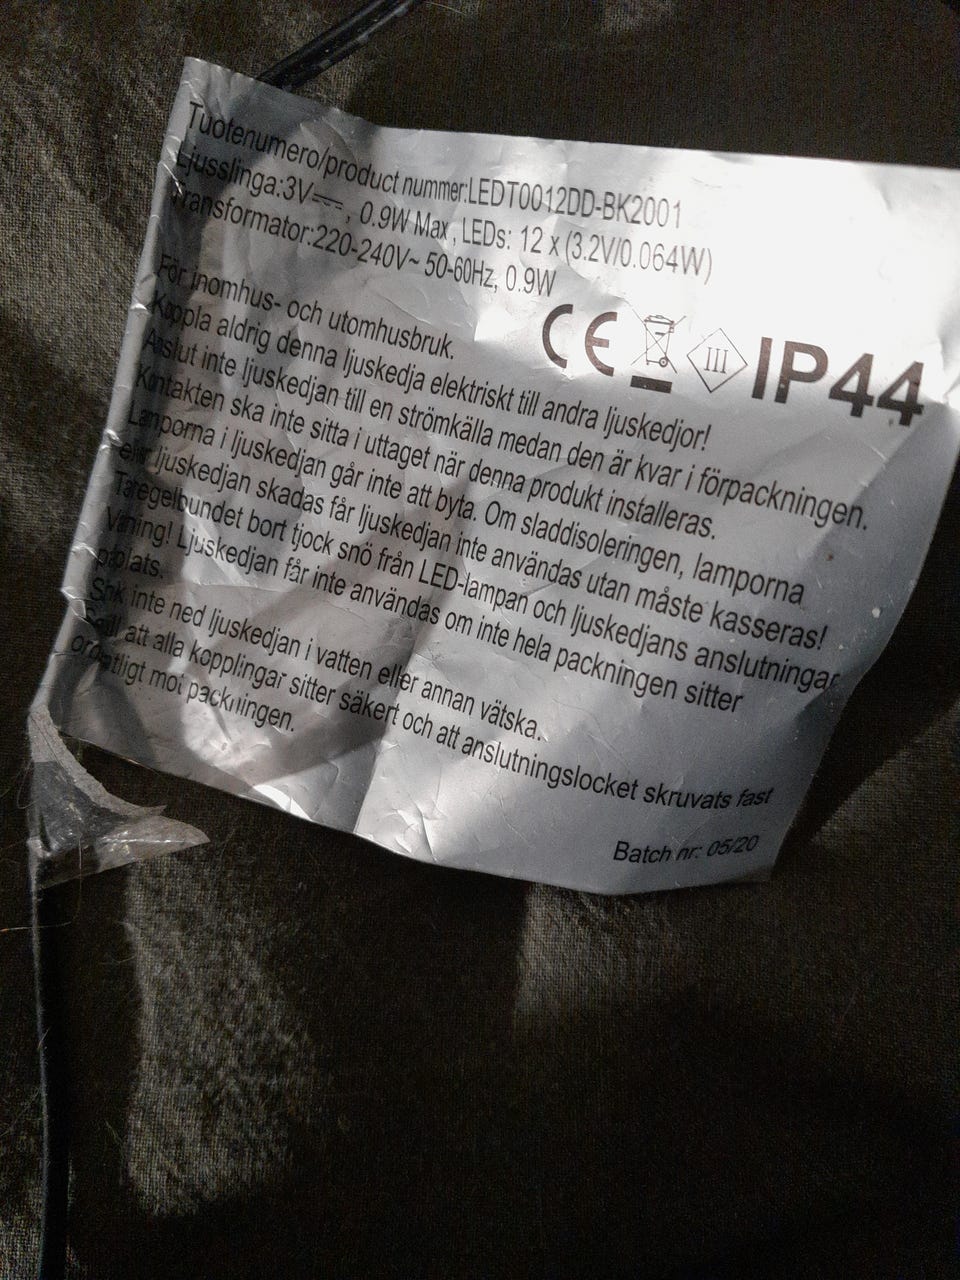 Tuotenumero/product nummer:LEDT0012DD-BK2001
Ljusslinga:3V, 0.9W Max, LEDs: 12 x (3.2V/0.064W)
Transformator:220-240V~ 50-60Hz, 0.9W
CE III IP44
För inomhus- och utomhusbruk.
Koppla aldrig denna ljuskedja elektriskt till andra ljuskedjor!
Anslut inte ljuskedjan till en strömkälla medan den är kvar i förpackningen.
Kontakten ska inte sitta i uttaget när denna produkt installeras.
Lamporna i ljuskedjan går inte att byta. Om sladdisoleringen, lamporna
eller ljuskedjan skadas får ljuskedjan inte användas utan måste kasseras!
Ta regelbundet bort tjock snö från LED-lampan och ljuskedjans anslutningar
Varning! Ljuskedjan får inte användas om inte hela packningen sitter
på plats.
Sänk inte ned ljuskedjan i vatten eller annan vätska.
att alla kopplingar sitter säkert och att anslutningslocket skruvats fast
ordentligt mot packningen.
Batch nr: 05/20